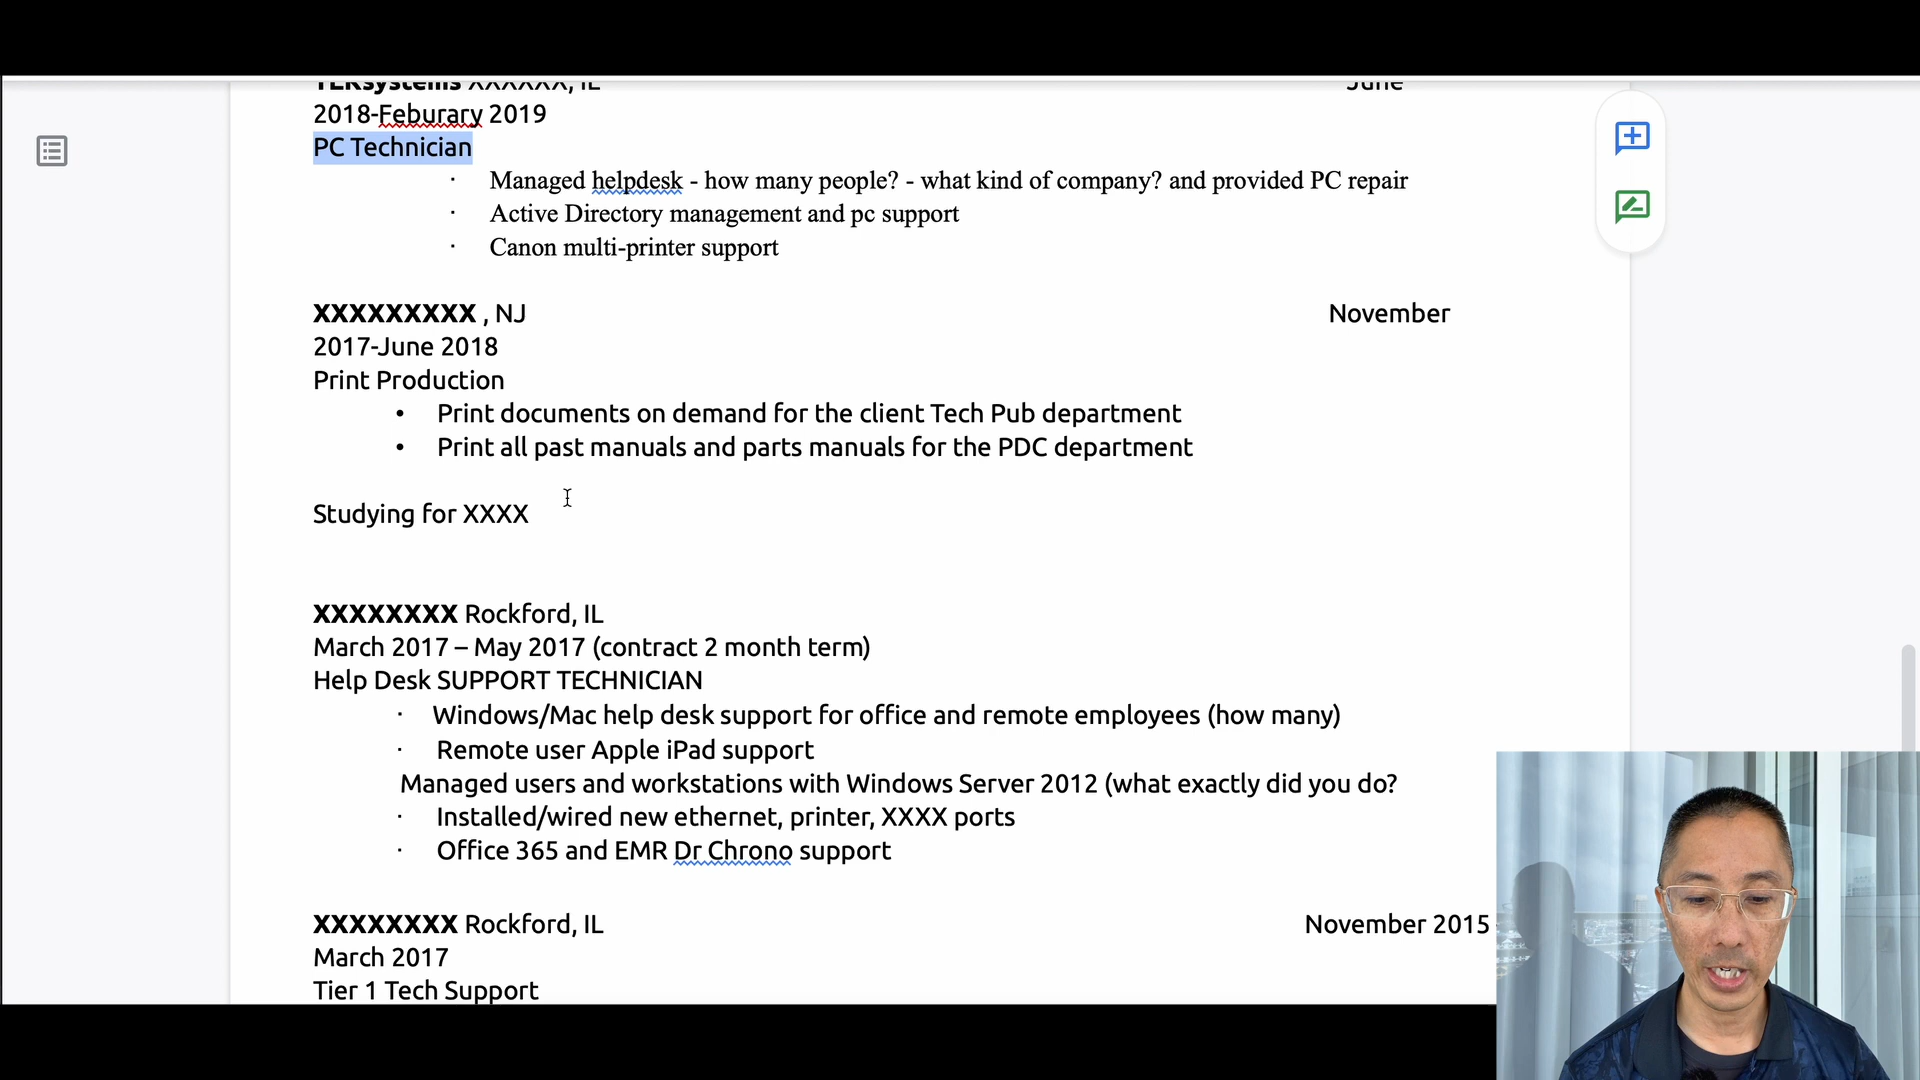 TEKsystems XXXXXX, IL June
2018-Feburary 2019
PC Technician
· Managed helpdesk - how many people? - what kind of company? and provided PC repair
· Active Directory management and pc support
· Canon multi-printer support
XXXXXXXXX , NJ November
2017-June 2018
Print Production
• Print documents on demand for the client Tech Pub department
• Print all past manuals and parts manuals for the PDC department
Studying for XXXX
XXXXXXXX Rockford, IL
March 2017 – May 2017 (contract 2 month term)
Help Desk SUPPORT TECHNICIAN
· Windows/Mac help desk support for office and remote employees (how many)
· Remote user Apple iPad support
Managed users and workstations with Windows Server 2012 (what exactly did you do?
· Installed/wired new ethernet, printer, XXXX ports
· Office 365 and EMR Dr Chrono support
XXXXXXXX Rockford, IL November 2015
March 2017
Tier 1 Tech Support